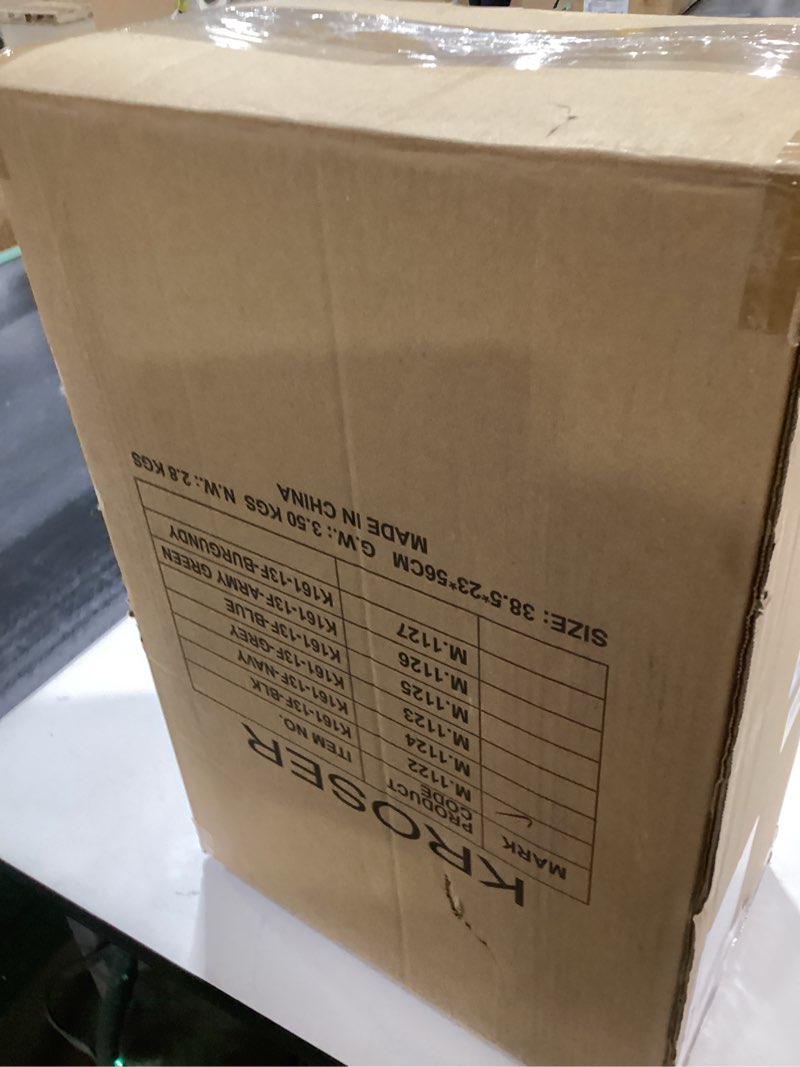 KROSER
MARK PRODUCT CODE ITEM NO.
M.1122 K161-13F-BLK
M.1124 K161-13F-NAVY
M.1123 K161-13F-GREY
M.1125 K161-13F-BLUE
M.1126 K161-13F-ARMY GREEN
M.1127 K161-13F-BURGUNDY
SIZE: 38.5*23*56CM G.W.: 3.50 KGS N.W.: 2.8 KGS
MADE IN CHINA